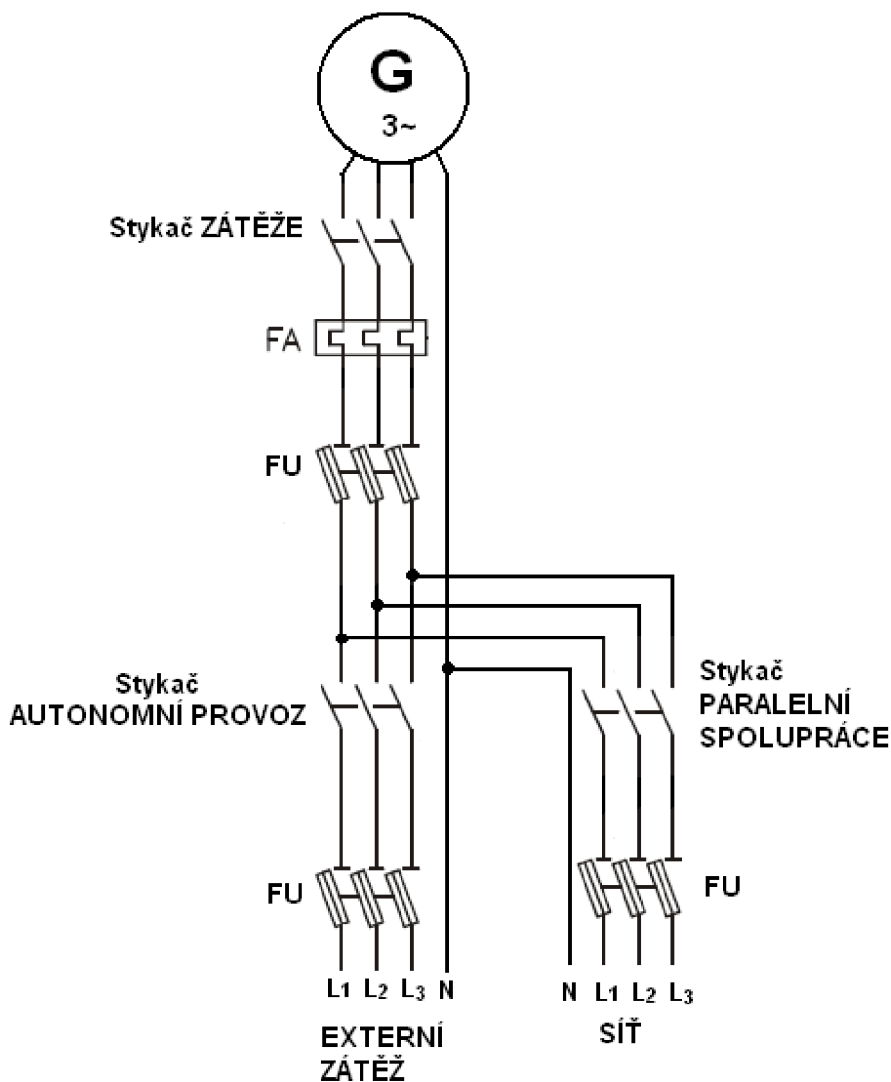 G
3~
Stykač ZÁTĚŽE
FA
FU
Stykač
AUTONOMNÍ PROVOZ
Stykač
PARALELNÍ
SPOLUPRÁCE
FU
FU
L1 L2 L3 N
N L1 L2 L3
EXTERNÍ
ZÁTĚŽ
SÍŤ